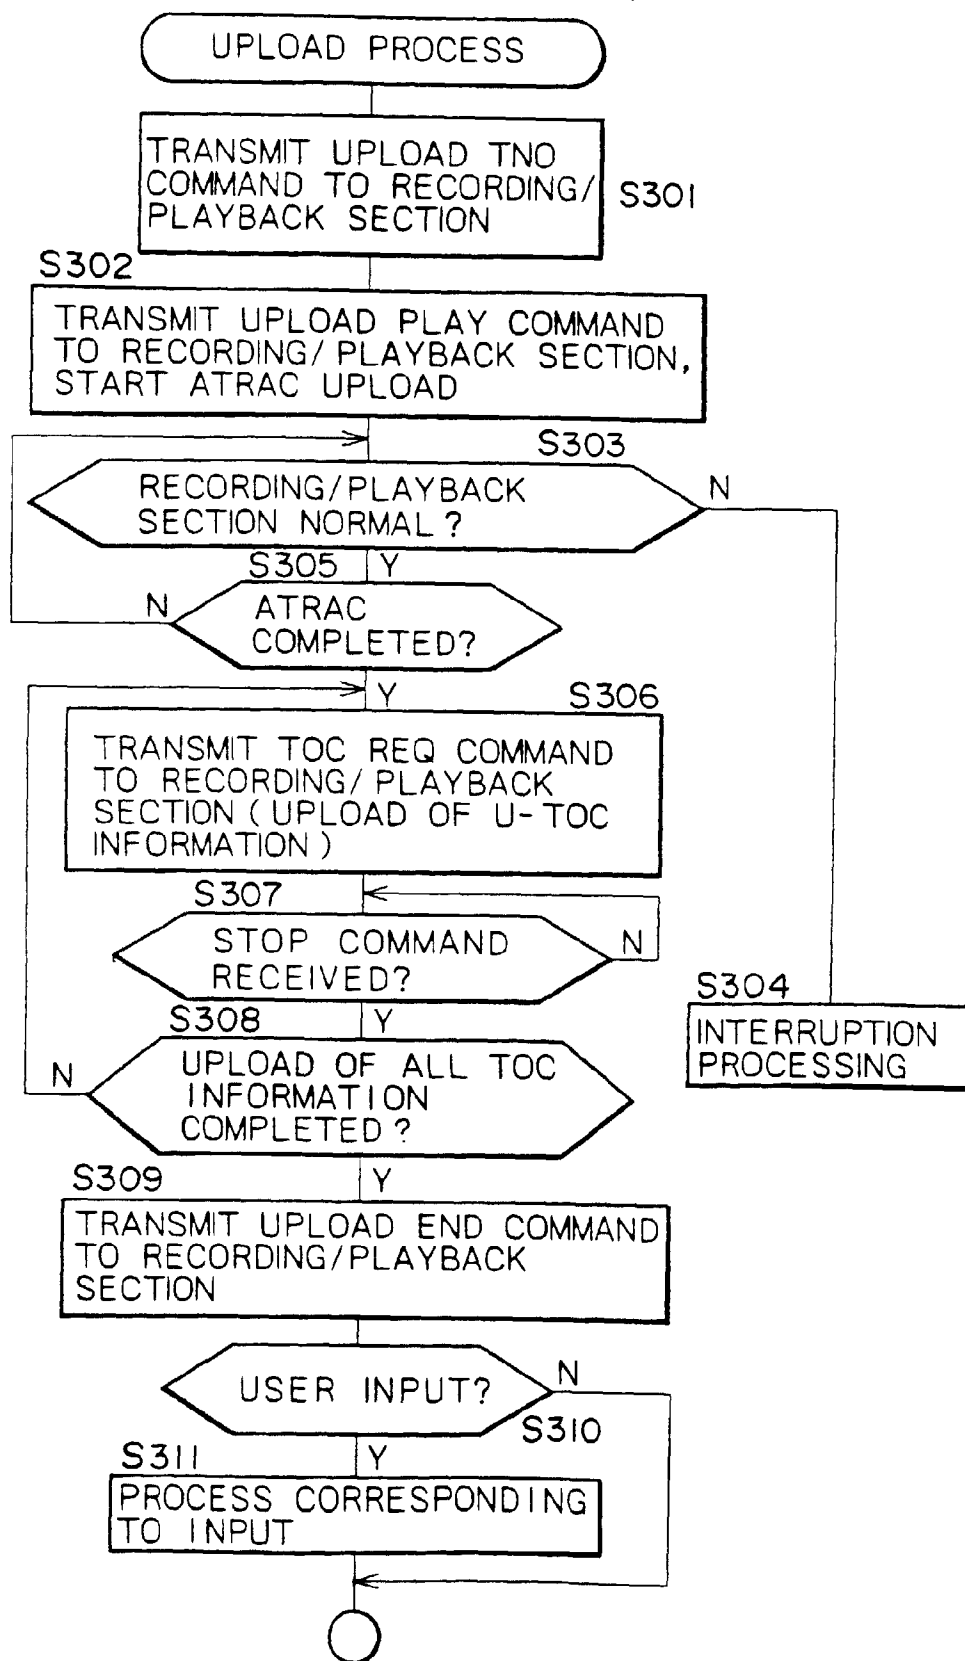 UPLOAD PROCESS
TRANSMIT UPLOAD TNO
COMMAND TO RECORDING/
PLAYBACK SECTION
S301
S302
TRANSMIT UPLOAD PLAY COMMAND
TO RECORDING/PLAYBACK SECTION,
START ATRAC UPLOAD
S303
RECORDING/PLAYBACK
SECTION NORMAL?
N
S305
Y
N
ATRAC
COMPLETED?
Y
S306
TRANSMIT TOC REQ COMMAND
TO RECORDING/PLAYBACK
SECTION (UPLOAD OF U-TOC
INFORMATION)
S307
STOP COMMAND
RECEIVED?
N
S304
INTERRUPTION
PROCESSING
S308
Y
N
UPLOAD OF ALL TOC
INFORMATION
COMPLETED?
S309
Y
TRANSMIT UPLOAD END COMMAND
TO RECORDING/PLAYBACK
SECTION
USER INPUT?
N
S310
S311
Y
PROCESS CORRESPONDING
TO INPUT